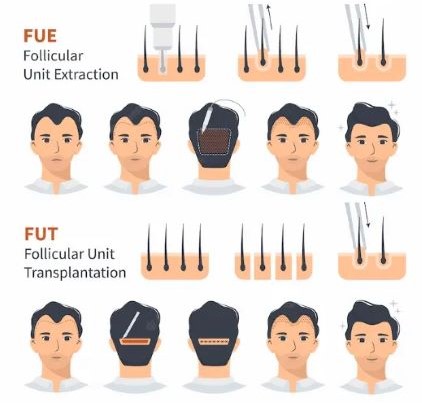 FUE
Follicular
Unit Extraction
FUT
Follicular Unit
Transplantation